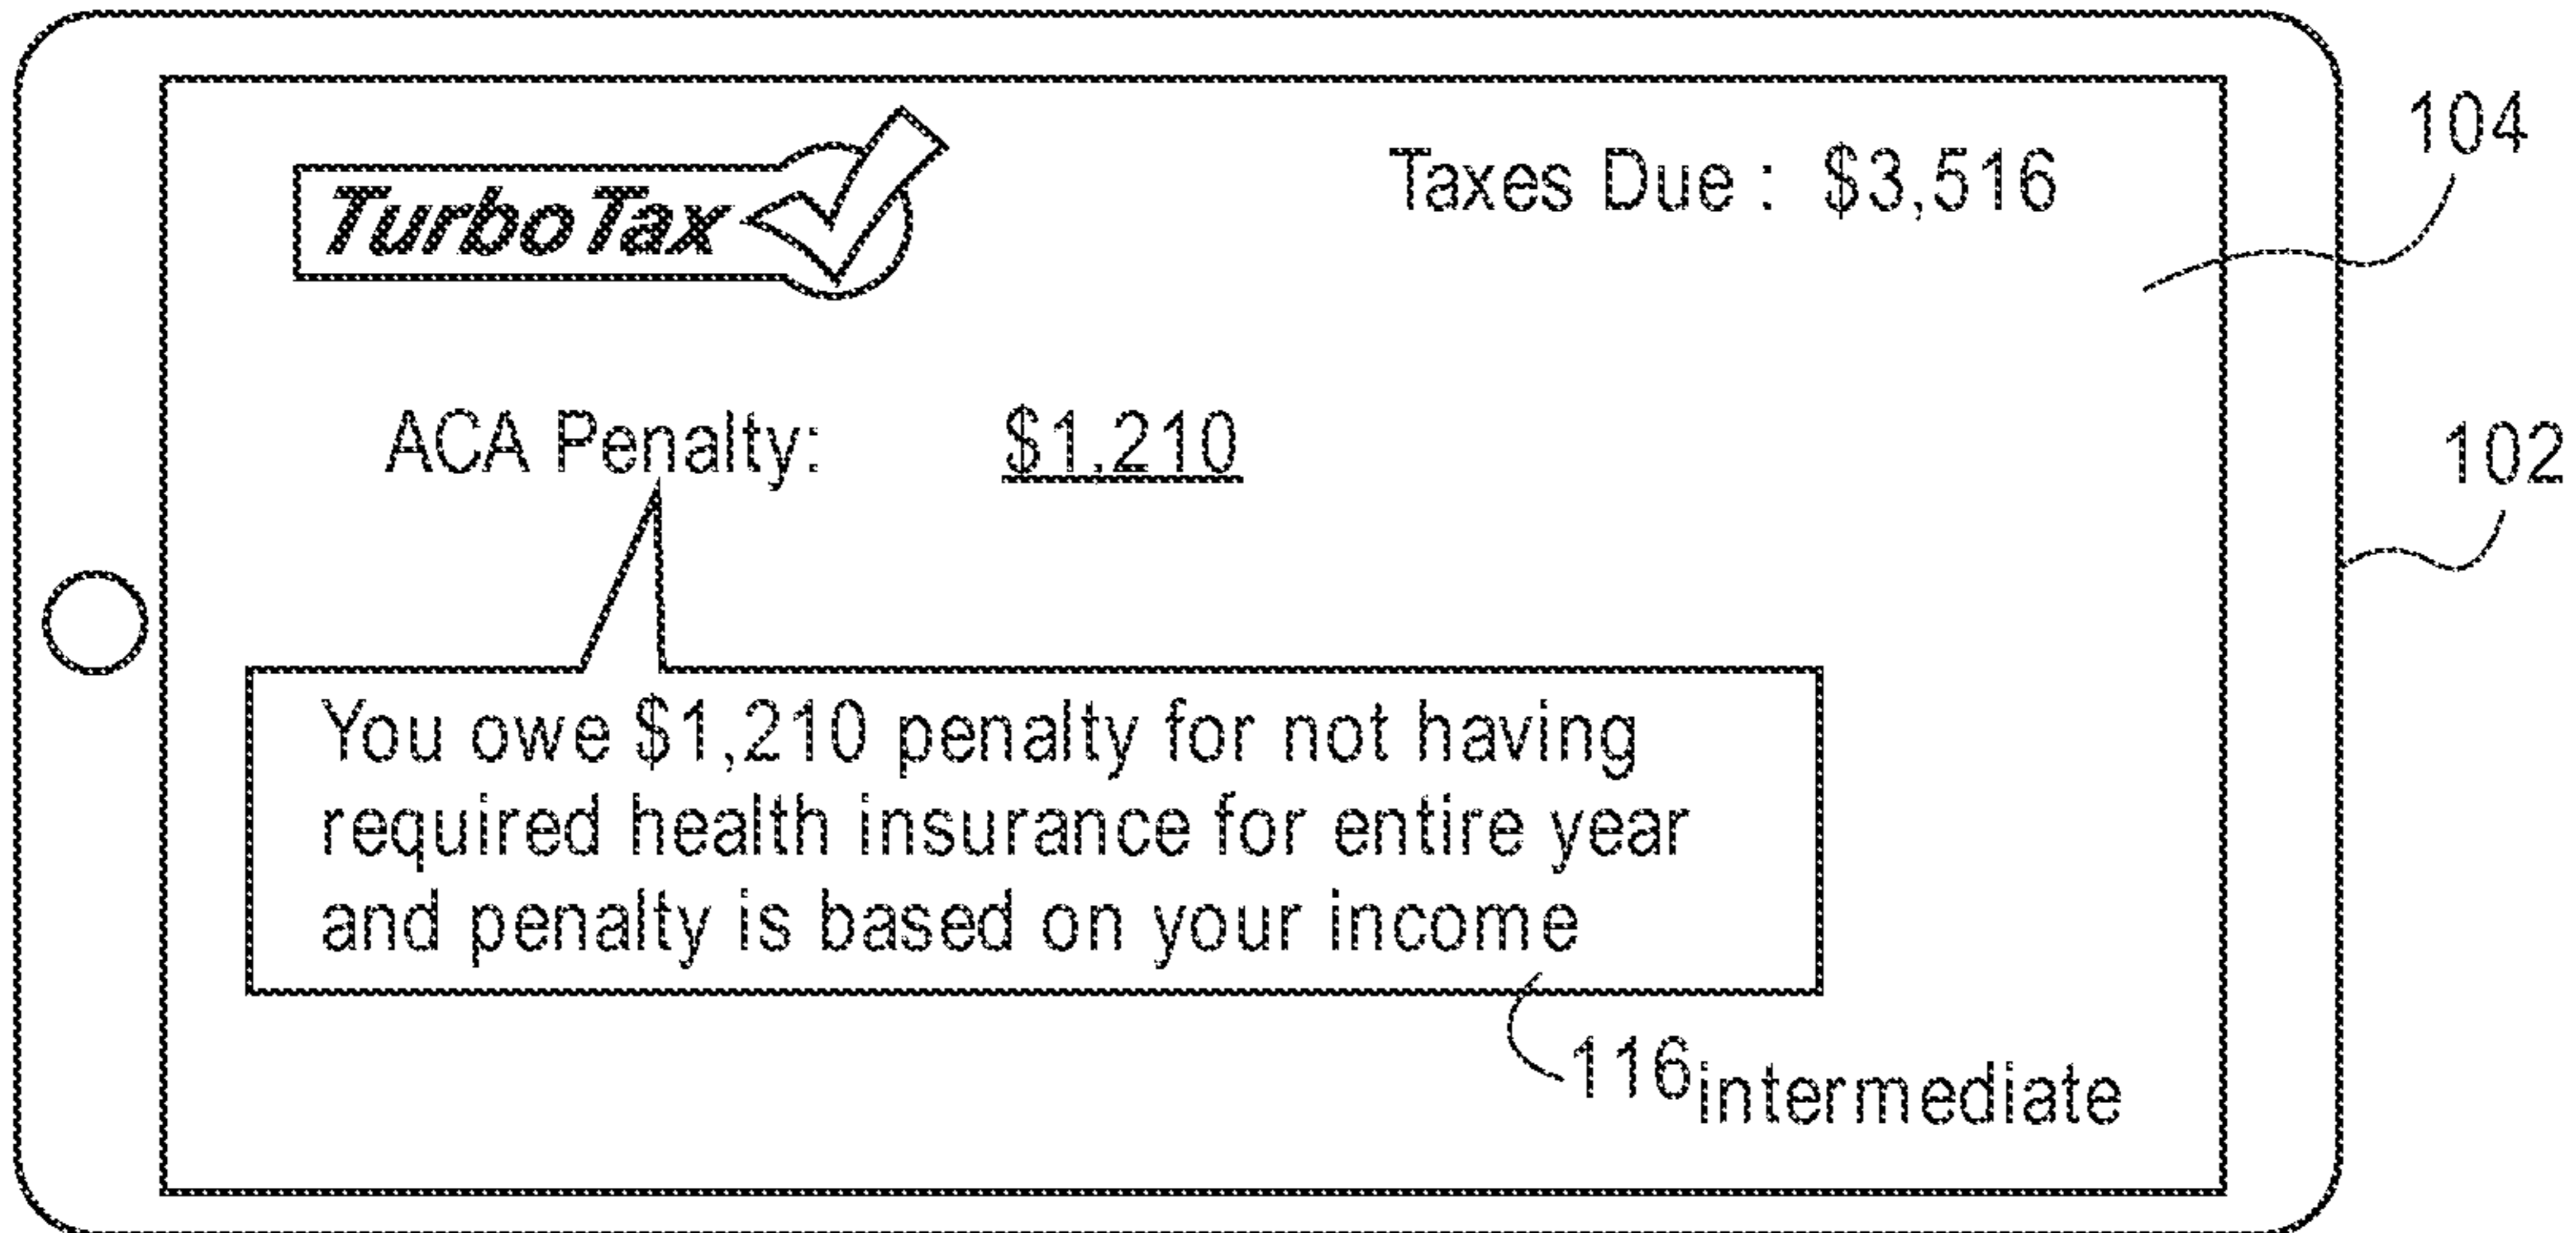 TurboTax
Taxes Due : $3,516
104
ACA Penalty: $1,210
102
You owe $1,210 penalty for not having
required health insurance for entire year
and penalty is based on your income
116intermediate